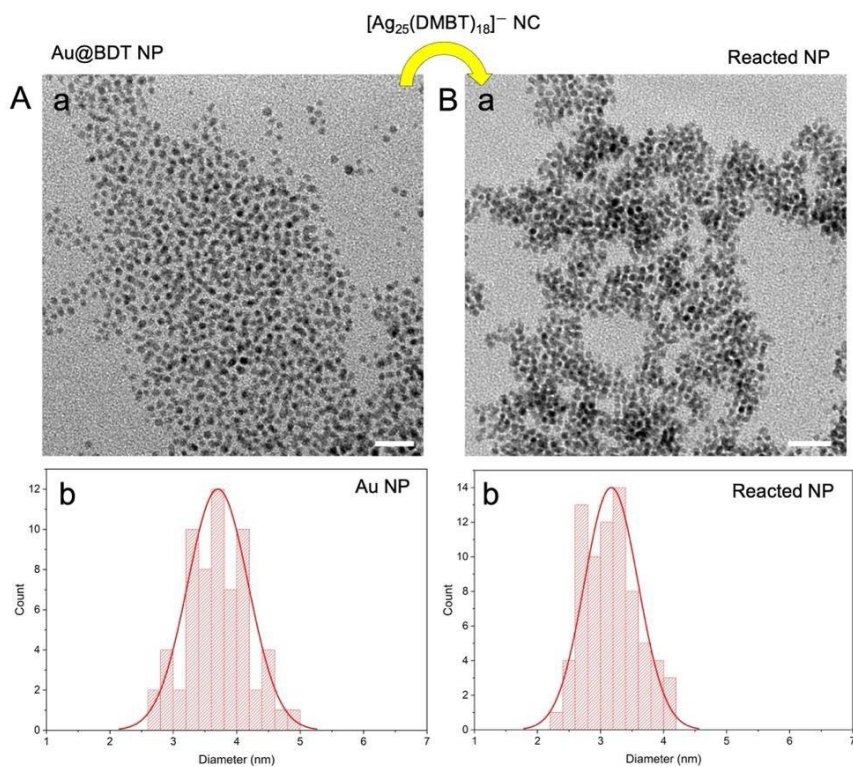 [Ag₂₅(DMBT)₁₈]⁻ NC
Au@BDT NP
Reacted NP
A a
B a
b
Au NP
Count
12
10
8
6
4
2
0
1 2 3 4 5 6 7
Diameter (nm)
b
Reacted NP
Count
14
12
10
8
6
4
2
0
1 2 3 4 5 6 7
Diameter (nm)